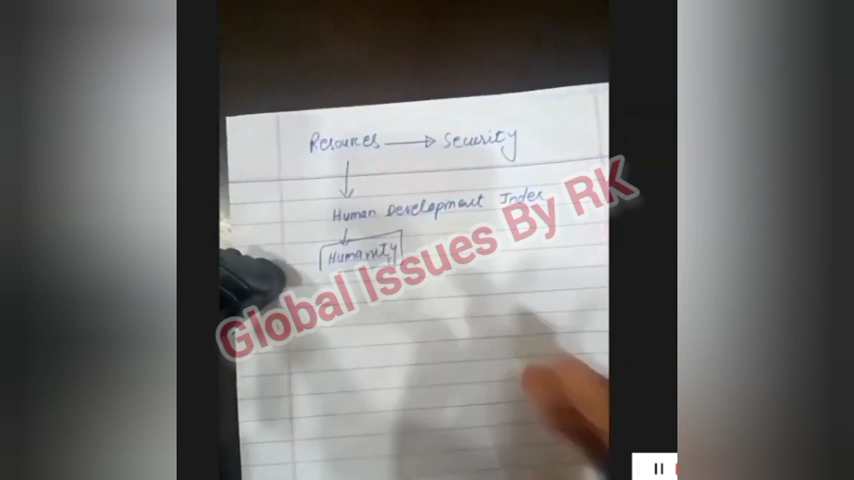 Resources → Security
Human Development Index
Humanity
Global Issues By RK